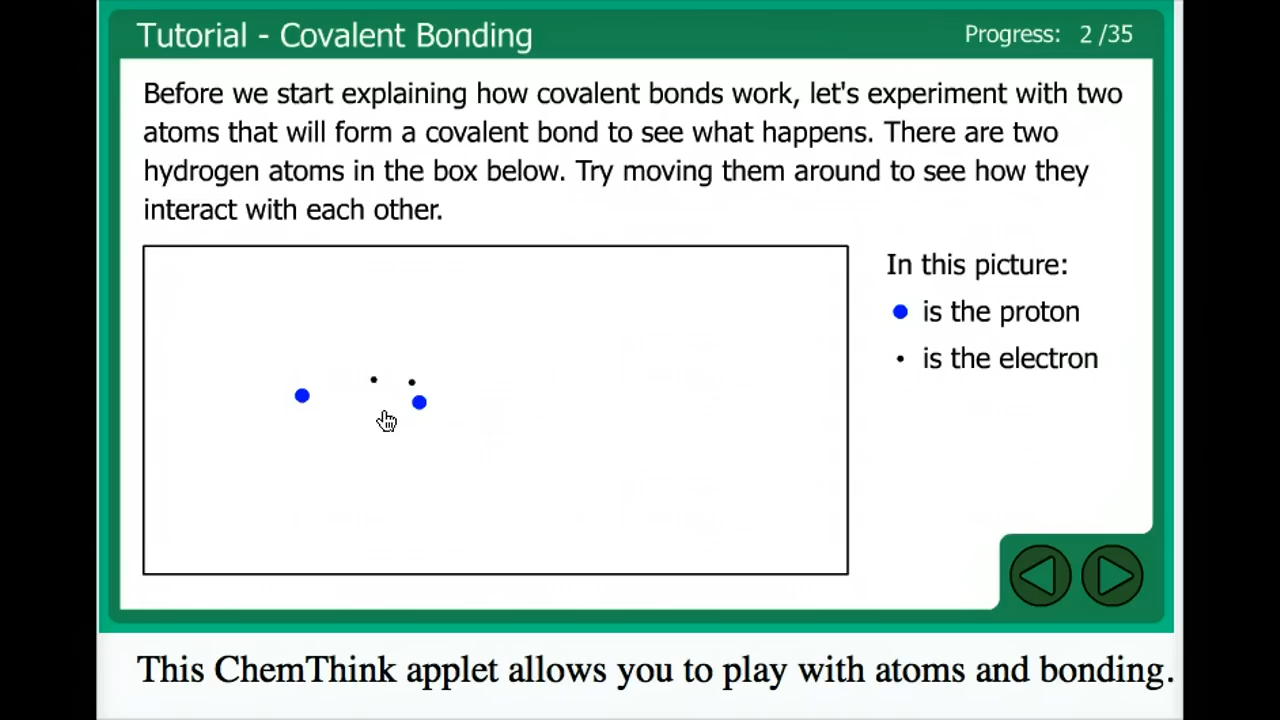 Tutorial - Covalent Bonding
Progress: 2 /35
Before we start explaining how covalent bonds work, let's experiment with two
atoms that will form a covalent bond to see what happens. There are two
hydrogen atoms in the box below. Try moving them around to see how they
interact with each other.
In this picture:
is the proton
is the electron
This ChemThink applet allows you to play with atoms and bonding.